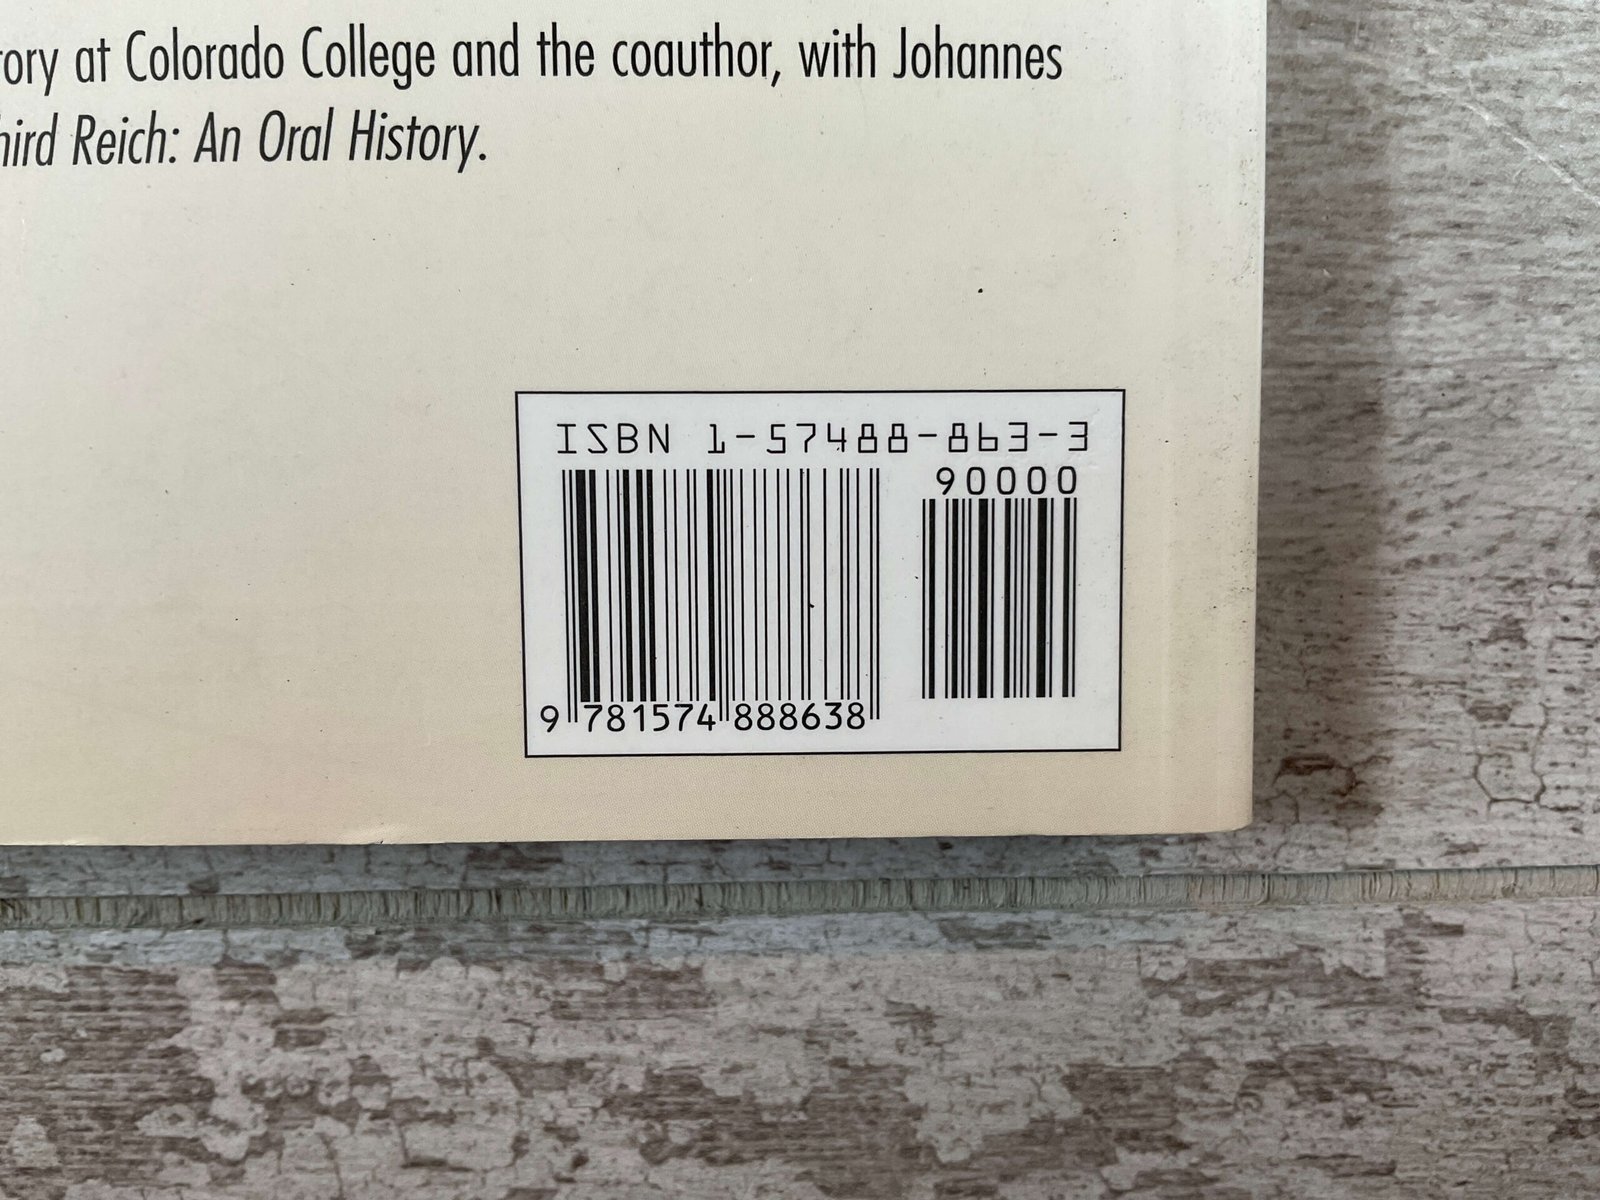 tory at Colorado College and the coauthor, with Johannes
hird Reich: An Oral History.
ISBN 1-57488-863-3
90000
9 781574 888638